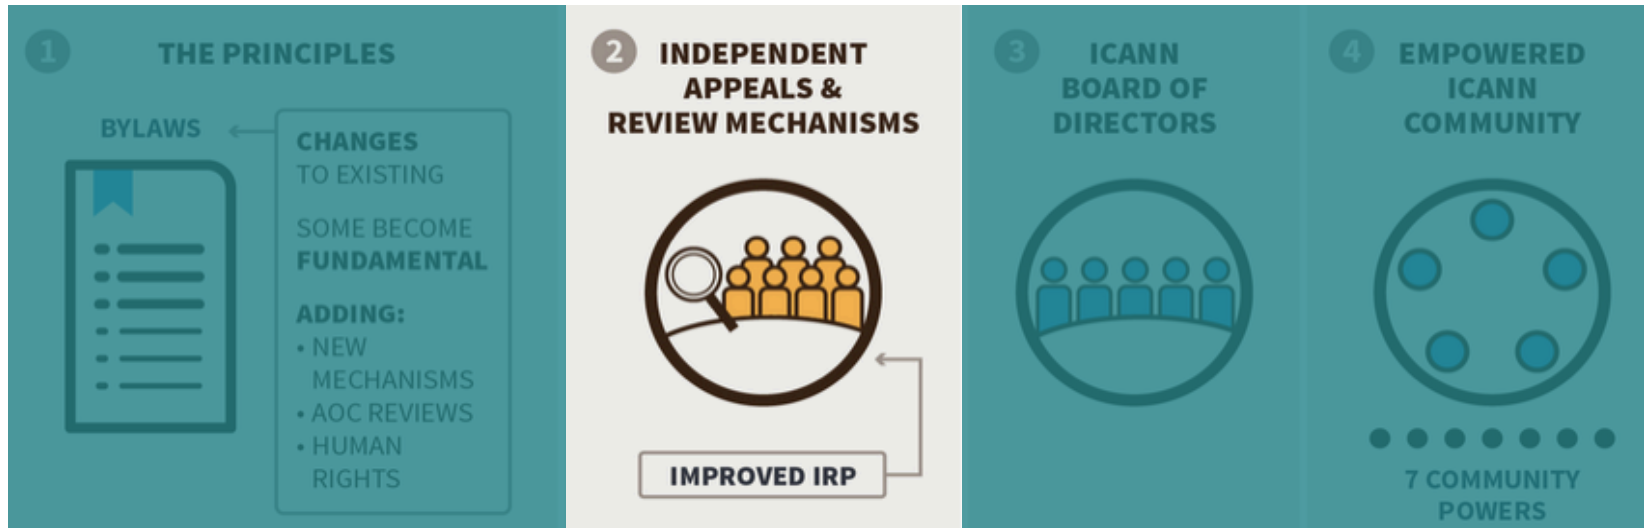 1
THE PRINCIPLES
BYLAWS
CHANGES
TO EXISTING
SOME BECOME
FUNDAMENTAL
ADDING:
• NEW
MECHANISMS
• AOC REVIEWS
• HUMAN
RIGHTS
2
INDEPENDENT
APPEALS &
REVIEW MECHANISMS
IMPROVED IRP
3
ICANN
BOARD OF
DIRECTORS
4
EMPOWERED
ICANN
COMMUNITY
7 COMMUNITY
POWERS